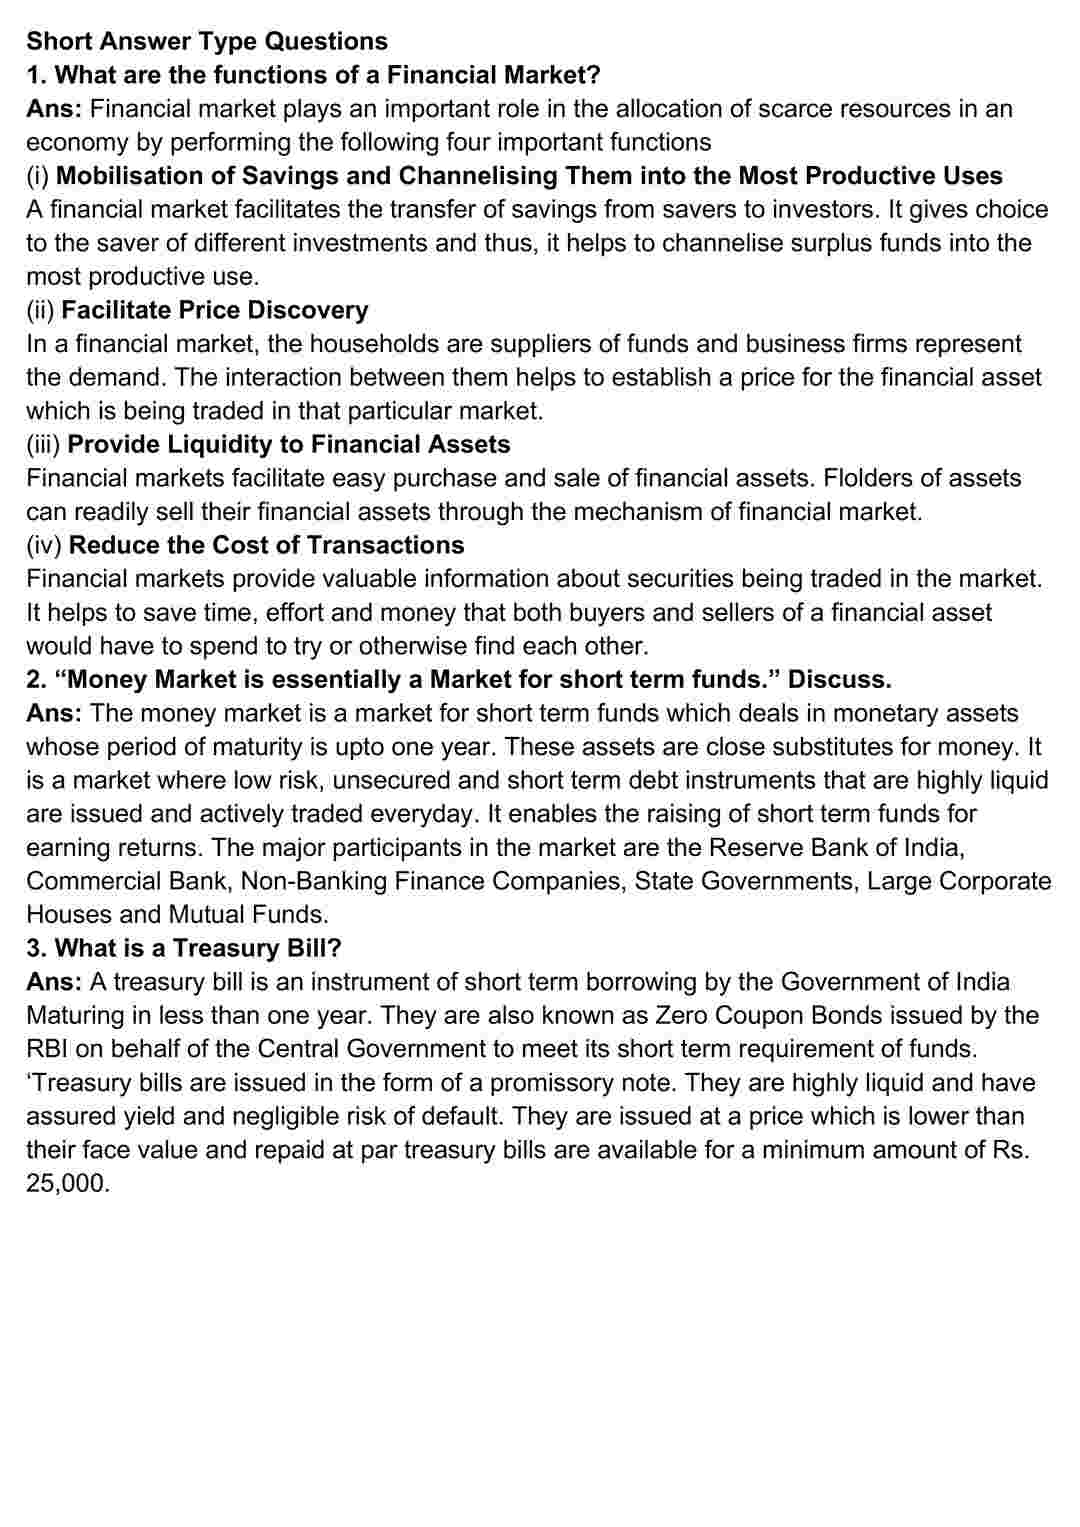 Short Answer Type Questions
1. What are the functions of a Financial Market?
Ans: Financial market plays an important role in the allocation of scarce resources in an
economy by performing the following four important functions
(i) Mobilisation of Savings and Channelising Them into the Most Productive Uses
A financial market facilitates the transfer of savings from savers to investors. It gives choice
to the saver of different investments and thus, it helps to channelise surplus funds into the
most productive use.
(ii) Facilitate Price Discovery
In a financial market, the households are suppliers of funds and business firms represent
the demand. The interaction between them helps to establish a price for the financial asset
which is being traded in that particular market.
(iii) Provide Liquidity to Financial Assets
Financial markets facilitate easy purchase and sale of financial assets. Flolders of assets
can readily sell their financial assets through the mechanism of financial market.
(iv) Reduce the Cost of Transactions
Financial markets provide valuable information about securities being traded in the market.
It helps to save time, effort and money that both buyers and sellers of a financial asset
would have to spend to try or otherwise find each other.
2. “Money Market is essentially a Market for short term funds.” Discuss.
Ans: The money market is a market for short term funds which deals in monetary assets
whose period of maturity is upto one year. These assets are close substitutes for money. It
is a market where low risk, unsecured and short term debt instruments that are highly liquid
are issued and actively traded everyday. It enables the raising of short term funds for
earning returns. The major participants in the market are the Reserve Bank of India,
Commercial Bank, Non-Banking Finance Companies, State Governments, Large Corporate
Houses and Mutual Funds.
3. What is a Treasury Bill?
Ans: A treasury bill is an instrument of short term borrowing by the Government of India
Maturing in less than one year. They are also known as Zero Coupon Bonds issued by the
RBI on behalf of the Central Government to meet its short term requirement of funds.
‘Treasury bills are issued in the form of a promissory note. They are highly liquid and have
assured yield and negligible risk of default. They are issued at a price which is lower than
their face value and repaid at par treasury bills are available for a minimum amount of Rs.
25,000.